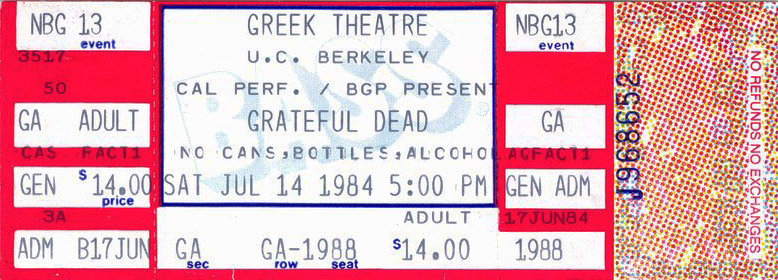 NBG 13
event
3517
50
GA ADULT
CAS FACT1
GEN $14.00
price
3A
ADM B17JUN
GREEK THEATRE
U.C. BERKELEY
CAL PERF. / BGP PRESENT
BASS
GRATEFUL DEAD
NO CANS,BOTTLES,ALCOHOL
SAT JUL 14 1984 5:00 PM
ADULT
GA GA-1988 $14.00
sec row seat
NBG13
event
GA
AGFACT1
GEN ADM
17JUN84
1988
J968652
NO REFUNDS NO EXCHANGES